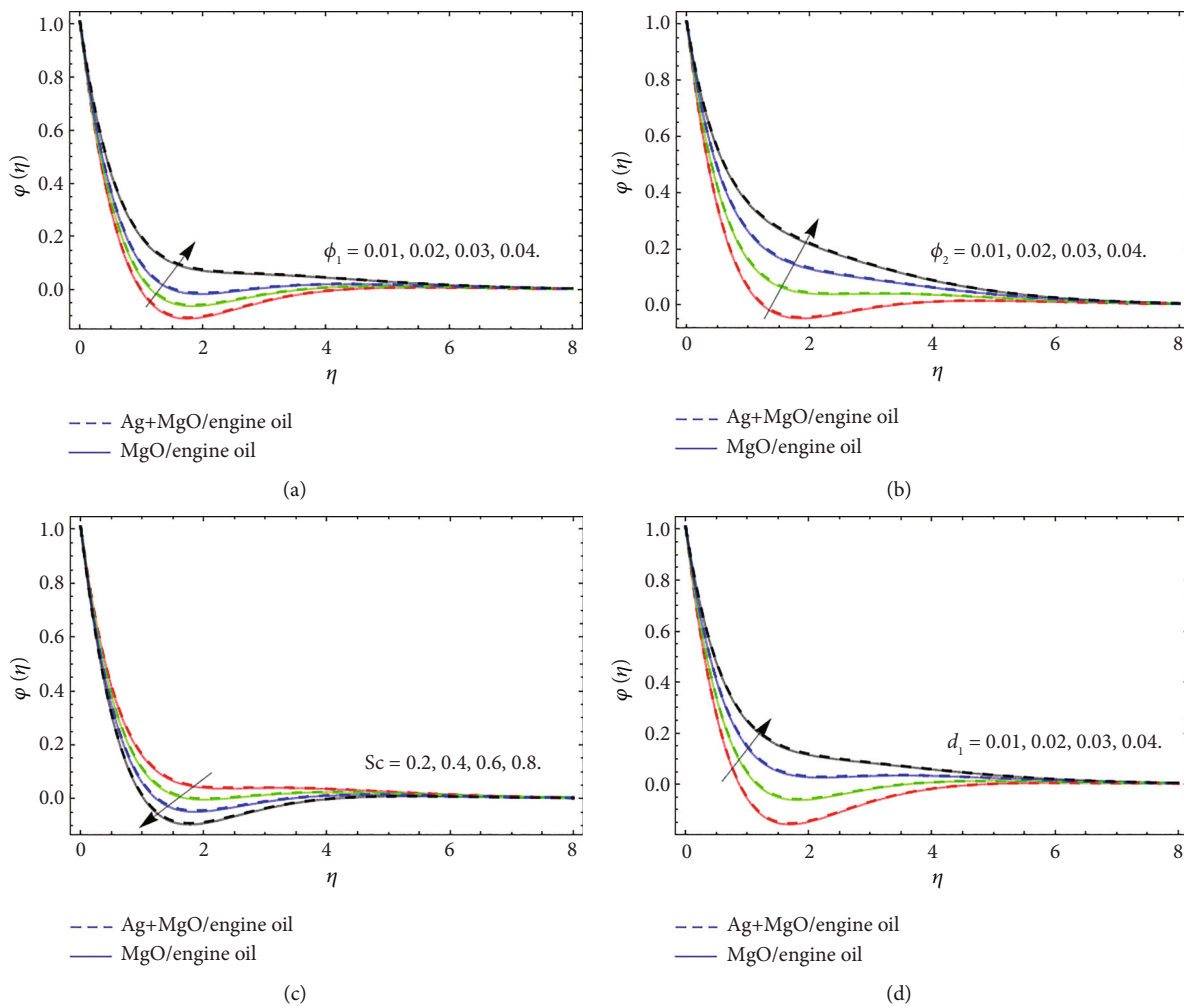 1.0
0.8
0.6
0.4
0.2
0.0
φ (η)
ϕ1 = 0.01, 0.02, 0.03, 0.04.
0 2 4 6 8
η
Ag+MgO/engine oil
MgO/engine oil
(a)
1.0
0.8
0.6
0.4
0.2
0.0
φ (η)
ϕ2 = 0.01, 0.02, 0.03, 0.04.
0 2 4 6 8
η
Ag+MgO/engine oil
MgO/engine oil
(b)
1.0
0.8
0.6
0.4
0.2
0.0
φ (η)
Sc = 0.2, 0.4, 0.6, 0.8.
0 2 4 6 8
η
Ag+MgO/engine oil
MgO/engine oil
(c)
1.0
0.8
0.6
0.4
0.2
0.0
φ (η)
d1 = 0.01, 0.02, 0.03, 0.04.
0 2 4 6 8
η
Ag+MgO/engine oil
MgO/engine oil
(d)